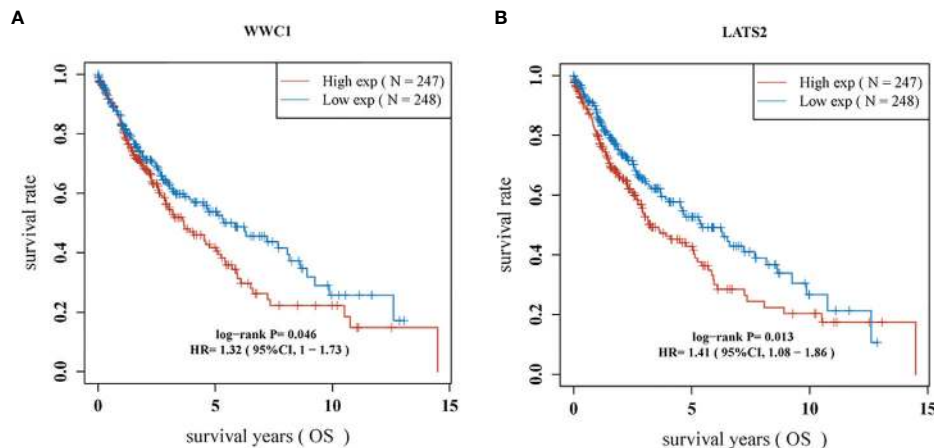 A
WWC1
High exp ( N = 247)
Low exp ( N = 248)
survival rate
1.0
0.8
0.6
0.4
0.2
0.0
log−rank P= 0.046
HR= 1.32 ( 95%CI, 1 − 1.73)
0
5
10
15
survival years ( OS )
B
LATS2
High exp ( N = 247)
Low exp ( N = 248)
survival rate
1.0
0.8
0.6
0.4
0.2
0.0
log−rank P= 0.013
HR= 1.41 ( 95%CI, 1.08 − 1.86)
0
5
10
15
survival years ( OS )